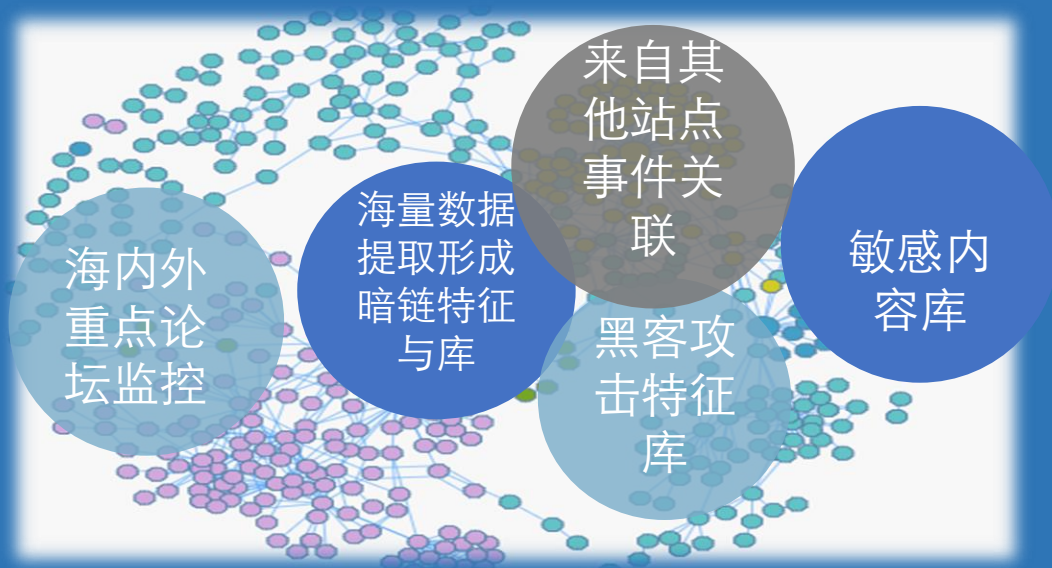 海内外
重点论
坛监控
海量数据
提取形成
暗链特征
与库
来自其
他站点
事件关
联
黑客攻
击特征
库
敏感内
容库